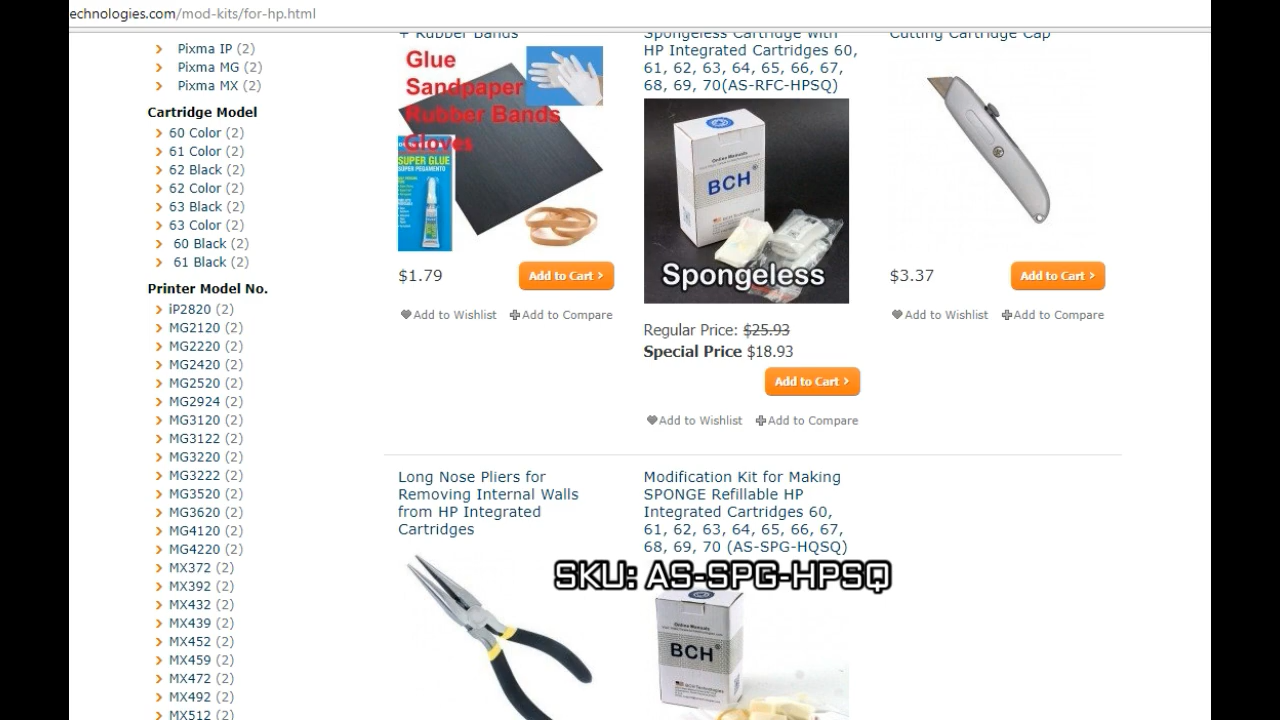 echnologies.com/mod-kits/for-hp.html
Pixma IP (2)
Pixma MG (2)
Pixma MX (2)
Cartridge Model
60 Color (2)
61 Color (2)
62 Black (2)
62 Color (2)
63 Black (2)
63 Color (2)
60 Black (2)
61 Black (2)
Printer Model No.
iP2820 (2)
MG2120 (2)
MG2220 (2)
MG2420 (2)
MG2520 (2)
MG2924 (2)
MG3120 (2)
MG3122 (2)
MG3220 (2)
MG3222 (2)
MG3520 (2)
MG3620 (2)
MG4120 (2)
MG4220 (2)
MX372 (2)
MX392 (2)
MX432 (2)
MX439 (2)
MX452 (2)
MX459 (2)
MX472 (2)
MX492 (2)
MX512 (2)
+ Rubber Bands
Glue
Sandpaper
Rubber Bands
Gloves
SUPER GLUE
SUPER PEGAMENTO
$1.79
Add to Cart
Add to Wishlist
Add to Compare
Spongeless Cartridge with
HP Integrated Cartridges 60,
61, 62, 63, 64, 65, 66, 67,
68, 69, 70(AS-RFC-HPSQ)
Online Manuals
BCH
BCH Technologies
Spongeless
Regular Price: $25.93
Special Price $18.93
Add to Cart
Add to Wishlist
Add to Compare
Cutting Cartridge Cap
$3.37
Add to Cart
Add to Wishlist
Add to Compare
Long Nose Pliers for
Removing Internal Walls
from HP Integrated
Cartridges
Modification Kit for Making
SPONGE Refillable HP
Integrated Cartridges 60,
61, 62, 63, 64, 65, 66, 67,
68, 69, 70 (AS-SPG-HQSQ)
SKU: AS-SPG-HPSQ
Online Manuals
BCH
BCH Technologies